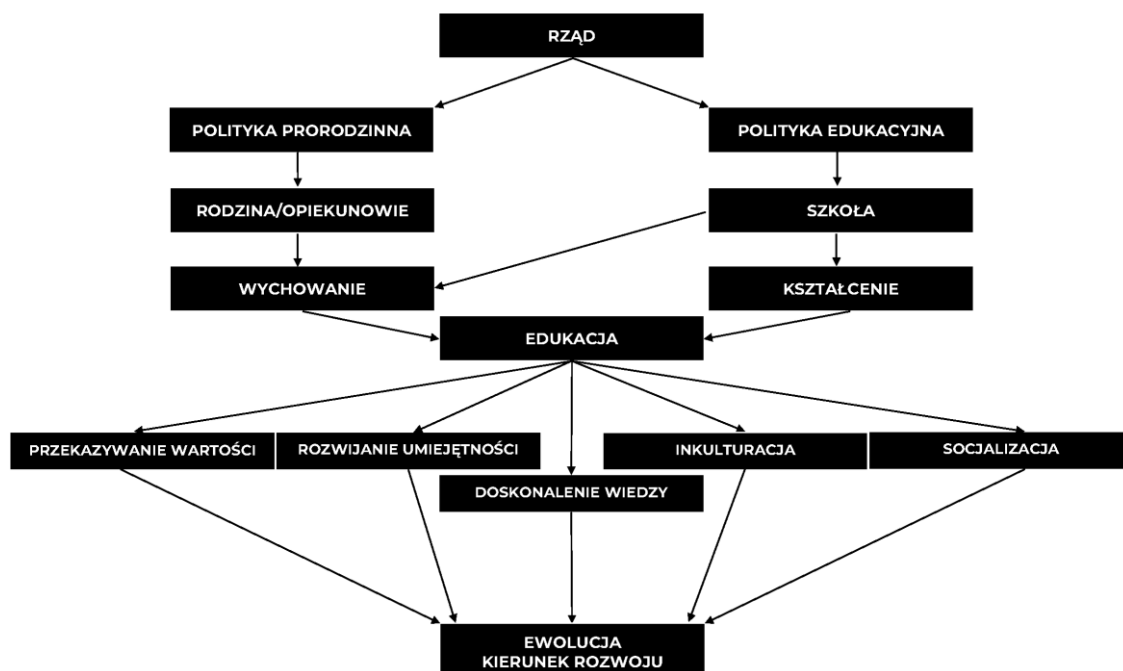 RZĄD
POLITYKA PRORODZINNA
POLITYKA EDUKACYJNA
RODZINA/OPIEKUNOWIE
SZKOŁA
WYCHOWANIE
KSZTAŁCENIE
EDUKACJA
PRZEKAZYWANIE WARTOŚCI
ROZWIJANIE UMIEJĘTNOŚCI
INKULTURACJA
SOCJALIZACJA
DOSKONALENIE WIEDZY
EWOLUCJA
KIERUNEK ROZWOJU